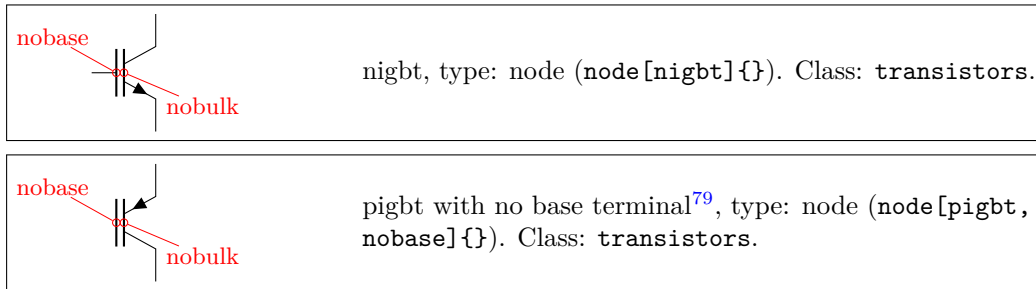 nobase
nigbt, type: node (node[nigbt]{}). Class: transistors.
nobulk
nobase
pigbt with no base terminal79, type: node (node[pigbt,
nobase]{}). Class: transistors.
nobulk